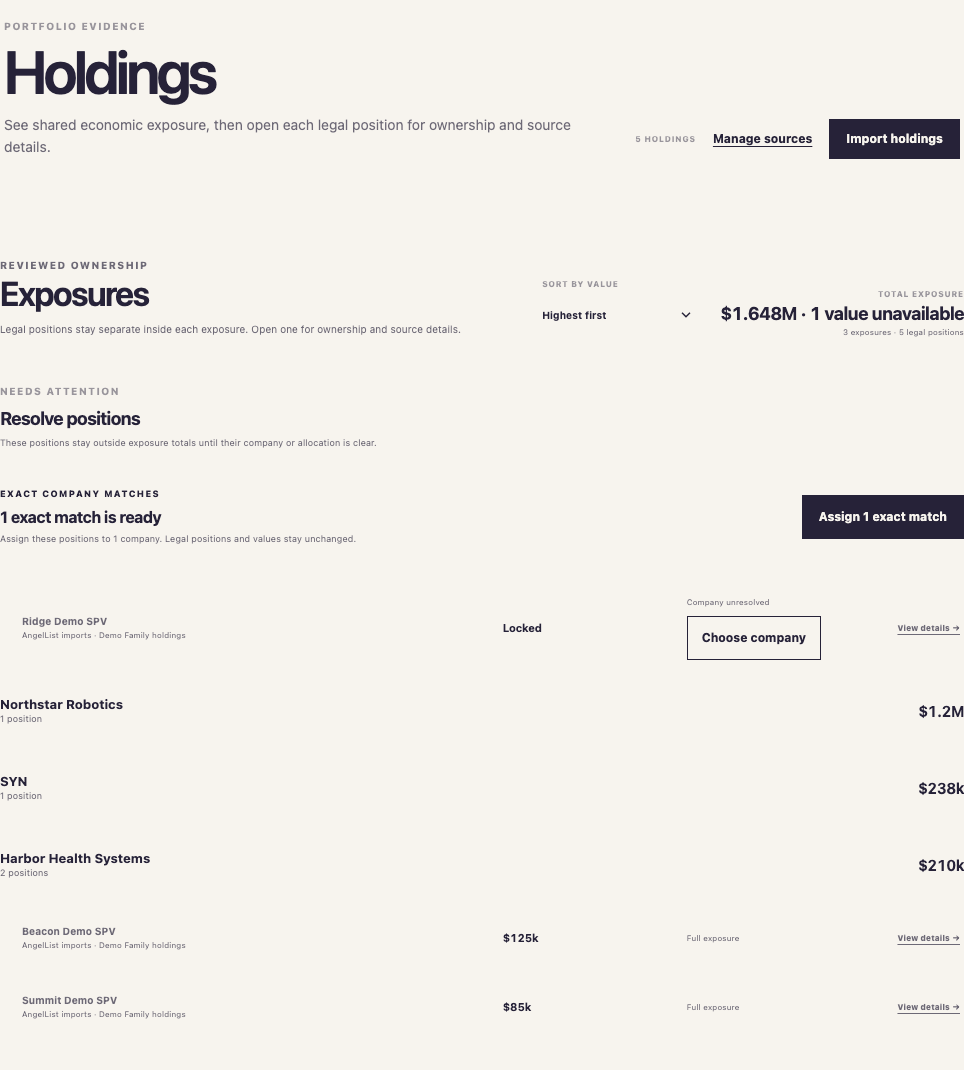 PORTFOLIO EVIDENCE
Holdings
See shared economic exposure, then open each legal position for ownership and source
details.
5 HOLDINGS
Manage sources
Import holdings
REVIEWED OWNERSHIP
Exposures
Legal positions stay separate inside each exposure. Open one for ownership and source details.
SORT BY VALUE
Highest first
TOTAL EXPOSURE
$1.648M · 1 value unavailable
3 exposures · 5 legal positions
NEEDS ATTENTION
Resolve positions
These positions stay outside exposure totals until their company or allocation is clear.
EXACT COMPANY MATCHES
1 exact match is ready
Assign these positions to 1 company. Legal positions and values stay unchanged.
Assign 1 exact match
Ridge Demo SPV
AngelList imports · Demo Family holdings
Locked
Company unresolved
Choose company
View details →
Northstar Robotics
1 position
$1.2M
SYN
1 position
$238k
Harbor Health Systems
2 positions
$210k
Beacon Demo SPV
AngelList imports · Demo Family holdings
$125k
Full exposure
View details →
Summit Demo SPV
AngelList imports · Demo Family holdings
$85k
Full exposure
View details →